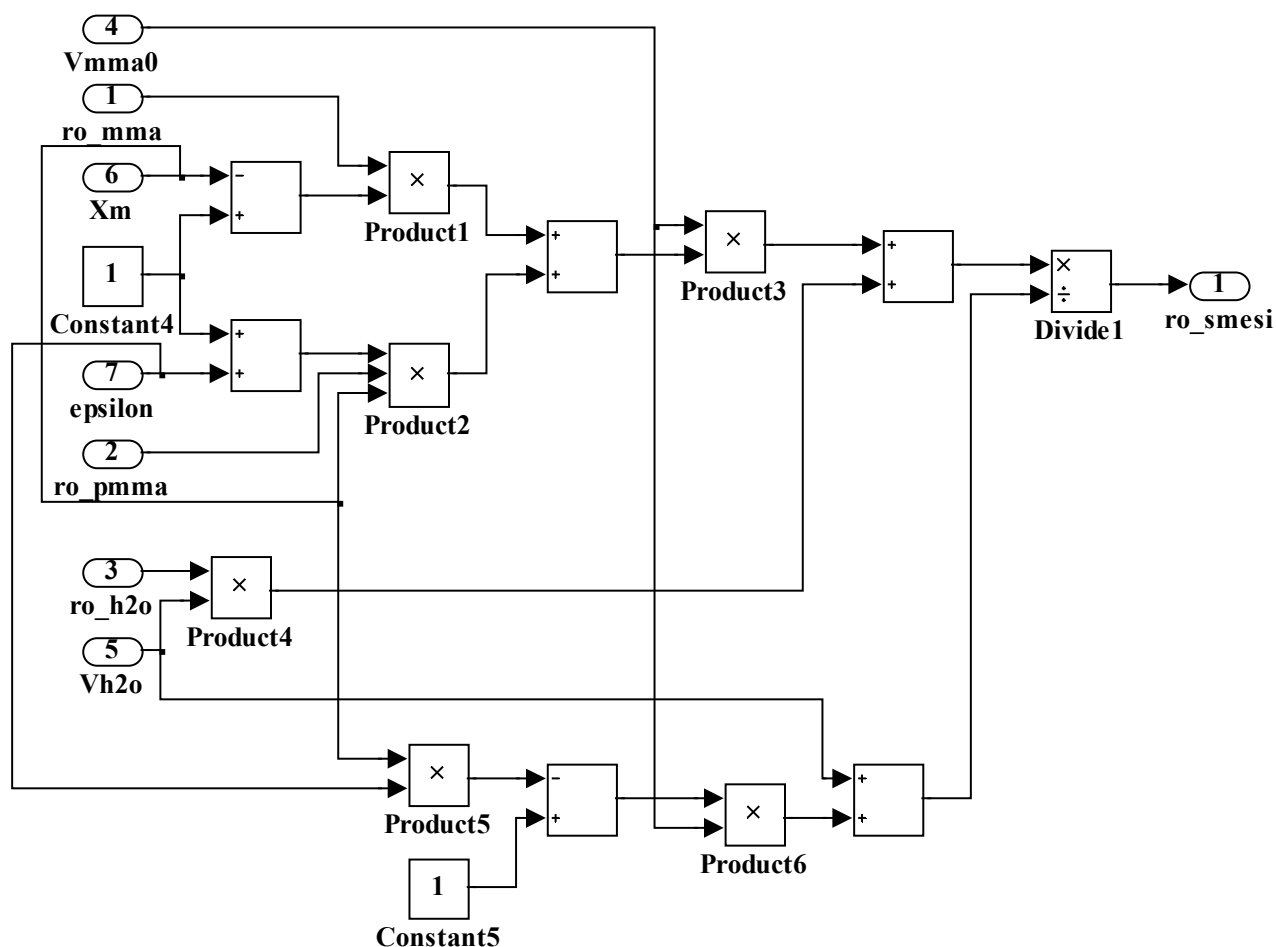 4
Vmma0
1
ro_mma
6
Xm
1
Constant4
7
epsilon
2
ro_pmma
3
ro_h2o
5
Vh2o
−
+
+
+
×
Product1
×
Product2
×
Product4
+
+
×
Product3
+
+
×
÷
Divide1
1
ro_smesi
×
Product5
−
+
1
Constant5
×
Product6
+
+